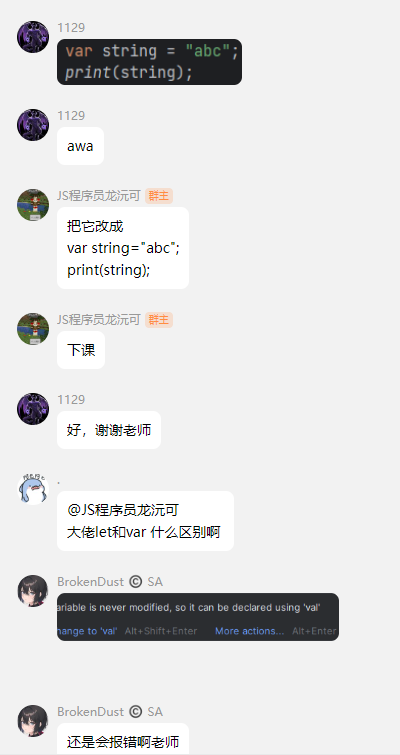 1129
var string = "abc";
print(string);
1129
awa
JS程序员龙沅可 群主
把它改成
var string="abc";
print(string);
JS程序员龙沅可 群主
下课
1129
好，谢谢老师
.
@JS程序员龙沅可
大佬let和var 什么区别啊
BrokenDust © SA
ariable is never modified, so it can be declared using 'val'
hange to 'val' Alt+Shift+Enter More actions... Alt+Enter
BrokenDust © SA
还是会报错啊老师